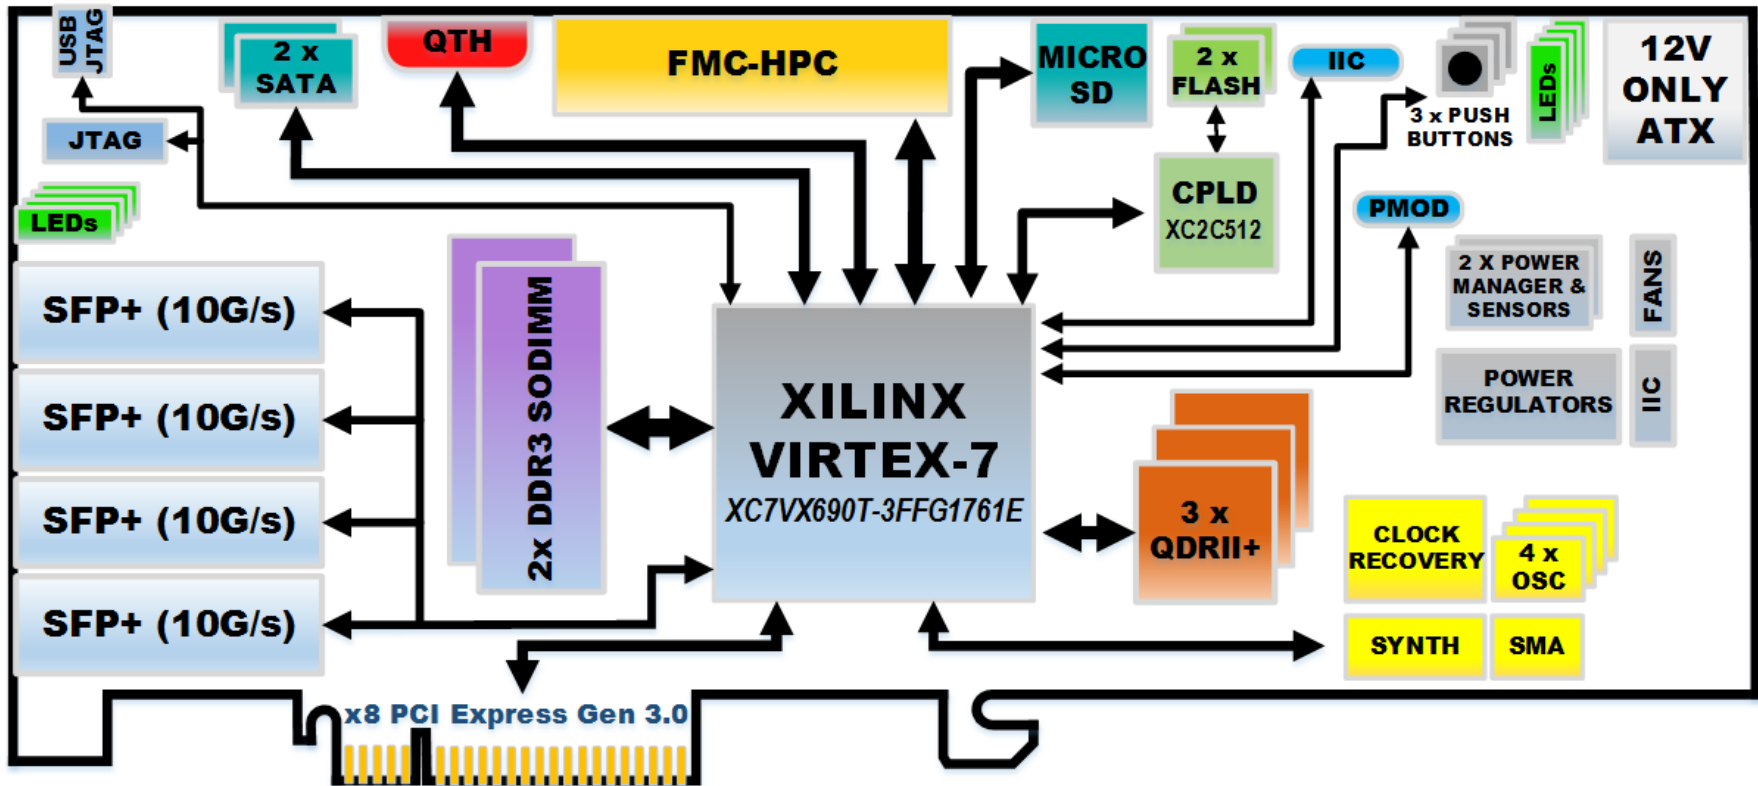 USB
JTAG
2 x
SATA
QTH
FMC-HPC
MICRO
SD
2 x
FLASH
IIC
3 x PUSH
BUTTONS
LEDs
12V
ONLY
ATX
JTAG
LEDs
CPLD
XC2C512
PMOD
2 X POWER
MANAGER &
SENSORS
FANS
SFP+ (10G/s)
SFP+ (10G/s)
SFP+ (10G/s)
SFP+ (10G/s)
2x DDR3 SODIMM
XILINX
VIRTEX-7
XC7VX690T-3FFG1761E
POWER
REGULATORS
IIC
3 x
QDRII+
CLOCK
RECOVERY
4 x
OSC
SYNTH
SMA
x8 PCI Express Gen 3.0